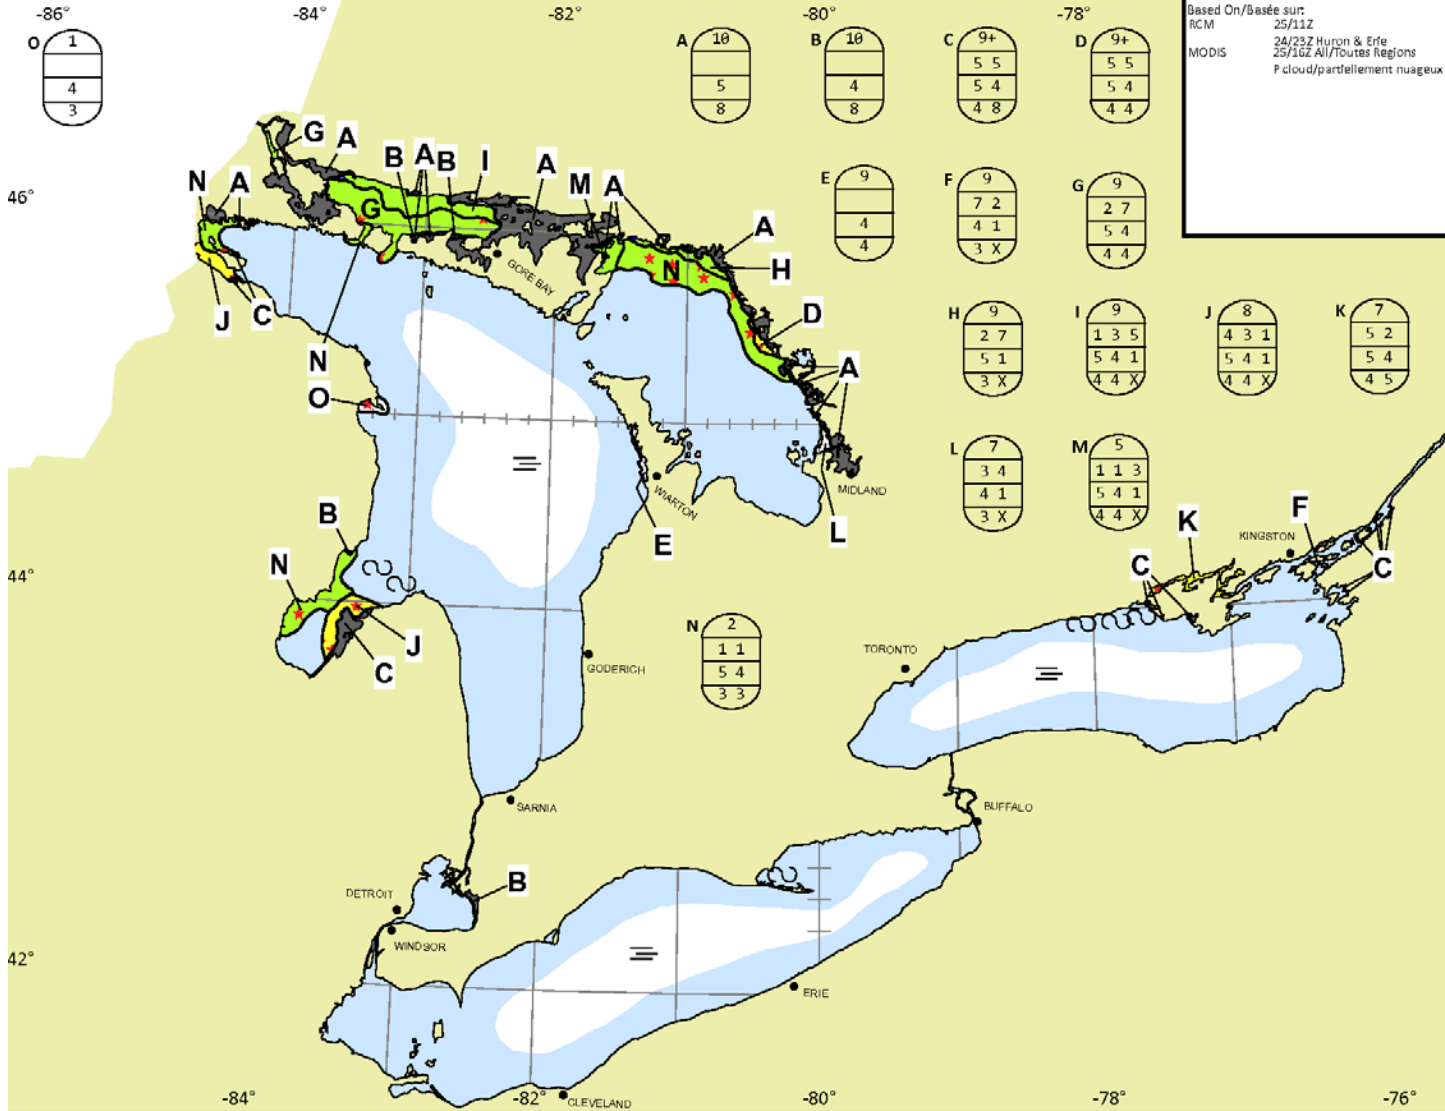 -86°
-84°
-82°
-80°
-78°
Based On/Basée sur:
RCM 25/11Z
24/23Z Huron & Erie
MODIS 25/16Z All/Toutes Regions
P cloud/partiellement nuageux
O
1
4
3
A
10
5
8
B
10
4
8
C
9+
5 5
5 4
4 8
D
9+
5 5
5 4
4 4
E
9
4
4
F
9
7 2
4 1
3 X
G
9
2 7
5 4
4 4
H
9
2 7
5 1
3 X
I
9
1 3 5
5 4 1
4 4 X
J
8
4 3 1
5 4 1
4 4 X
K
7
5 2
5 4
4 5
L
7
3 4
4 1
3 X
M
5
1 1 3
5 4 1
4 4 X
N
2
1 1
5 4
3 3
46°
44°
42°
G
A
B
A
B
I
A
M
A
A
H
N
A
G
N
J
C
N
O
D
A
GORE BAY
WIARTON
MIDLAND
L
E
B
N
J
C
GODERICH
SARNIA
K
F
C
C
KINGSTON
TORONTO
BUFFALO
B
DETROIT
WINDSOR
ERIE
CLEVELAND
-84°
-82°
-80°
-78°
-76°